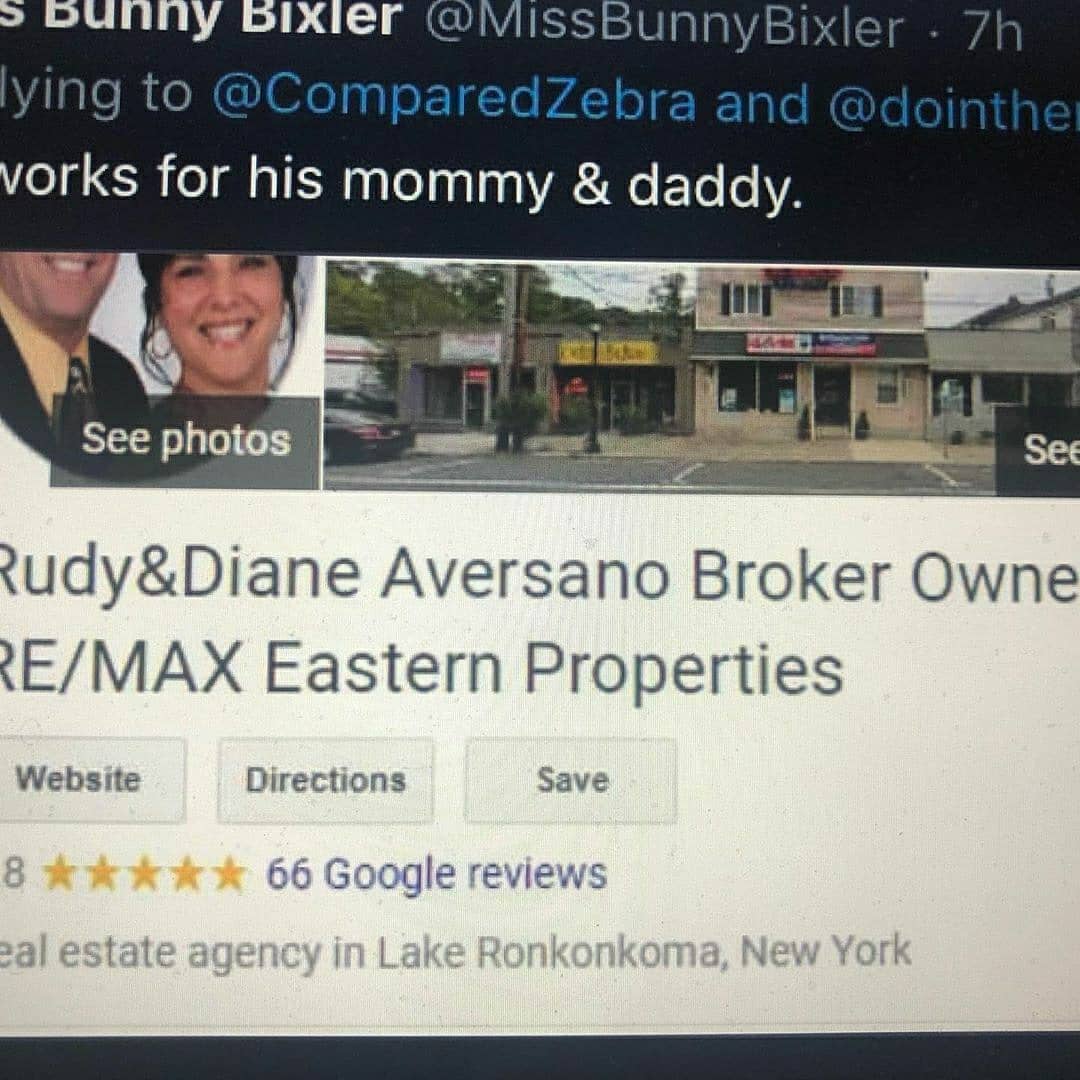 s Bunny Bixler @MissBunnyBixler · 7h
lying to @ComparedZebra and @dointher
works for his mommy & daddy.
See photos
See
Rudy&Diane Aversano Broker Owne
RE/MAX Eastern Properties
Website
Directions
Save
.8 66 Google reviews
eal estate agency in Lake Ronkonkoma, New York